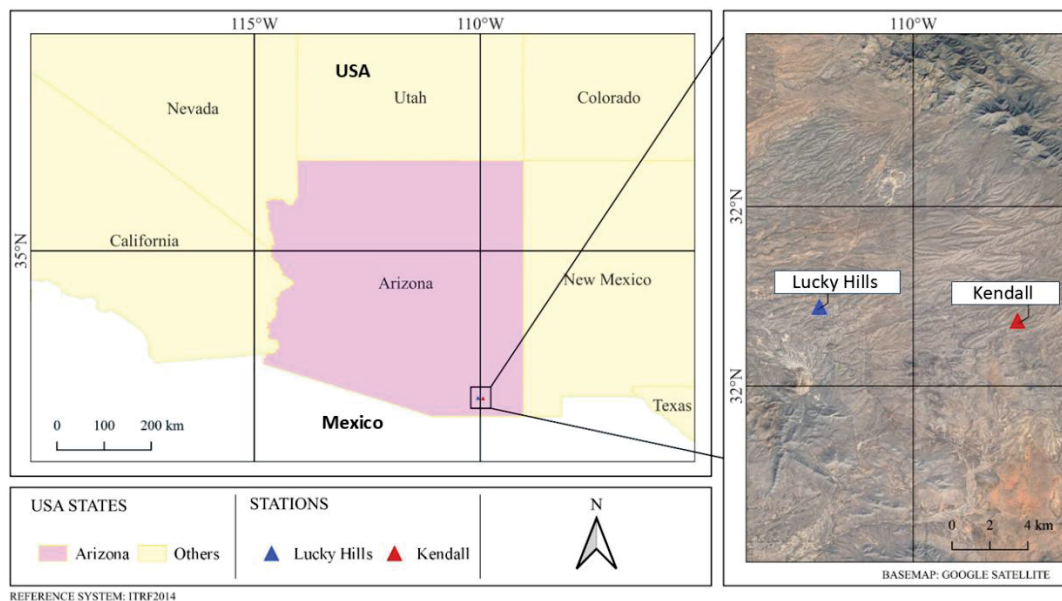 115°W 110°W
USA
Nevada Utah Colorado
California
35°N
Arizona New Mexico
Texas
Mexico
0 100 200 km
110°W
32°N
Lucky Hills
Kendall
32°N
0 2 4 km
BASEMAP: GOOGLE SATELLITE
USA STATES
Arizona Others
STATIONS
Lucky Hills Kendall
N
REFERENCE SYSTEM: ITRF2014